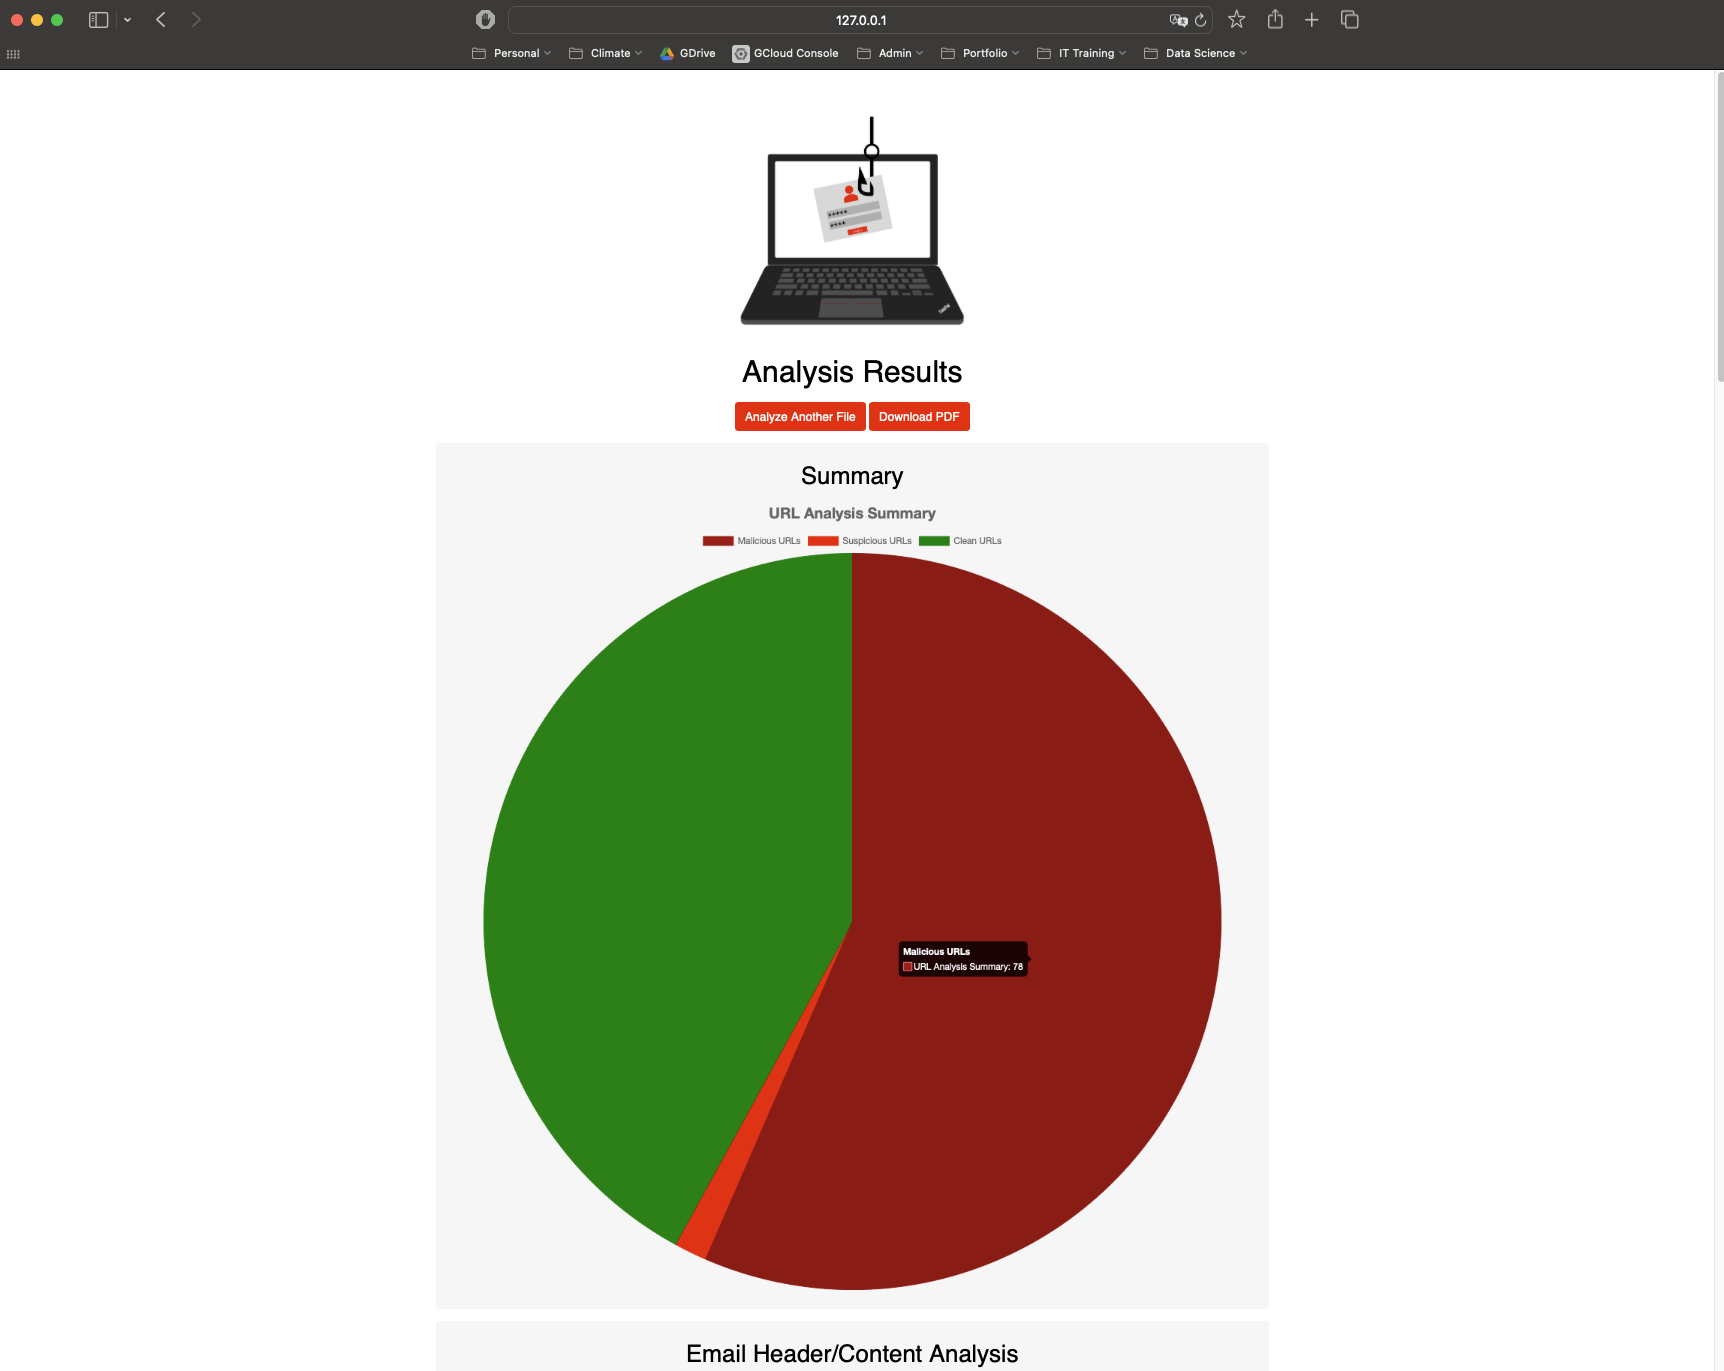 127.0.0.1
Personal Climate GDrive GCloud Console Admin Portfolio IT Training Data Science
Analysis Results
Analyze Another File Download PDF
Summary
URL Analysis Summary
Malicious URLs Suspicious URLs Clean URLs
Malicious URLs
URL Analysis Summary: 78
Email Header/Content Analysis